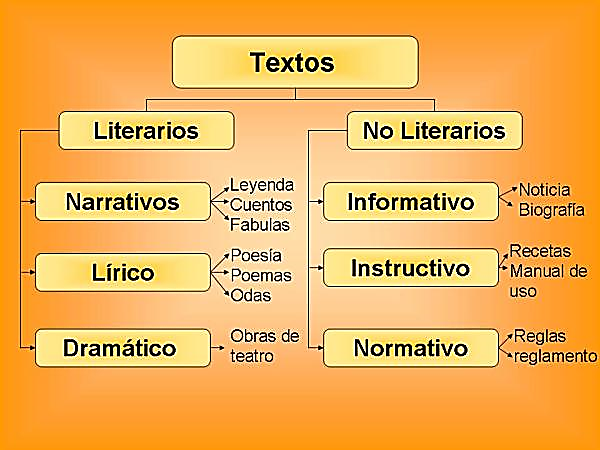 Textos
Literarios
Narrativos
Leyenda
Cuentos
Fabulas
Lírico
Poesía
Poemas
Odas
Dramático
Obras de
teatro
No Literarios
Informativo
Noticia
Biografía
Instructivo
Recetas
Manual de
uso
Normativo
Reglas
reglamento